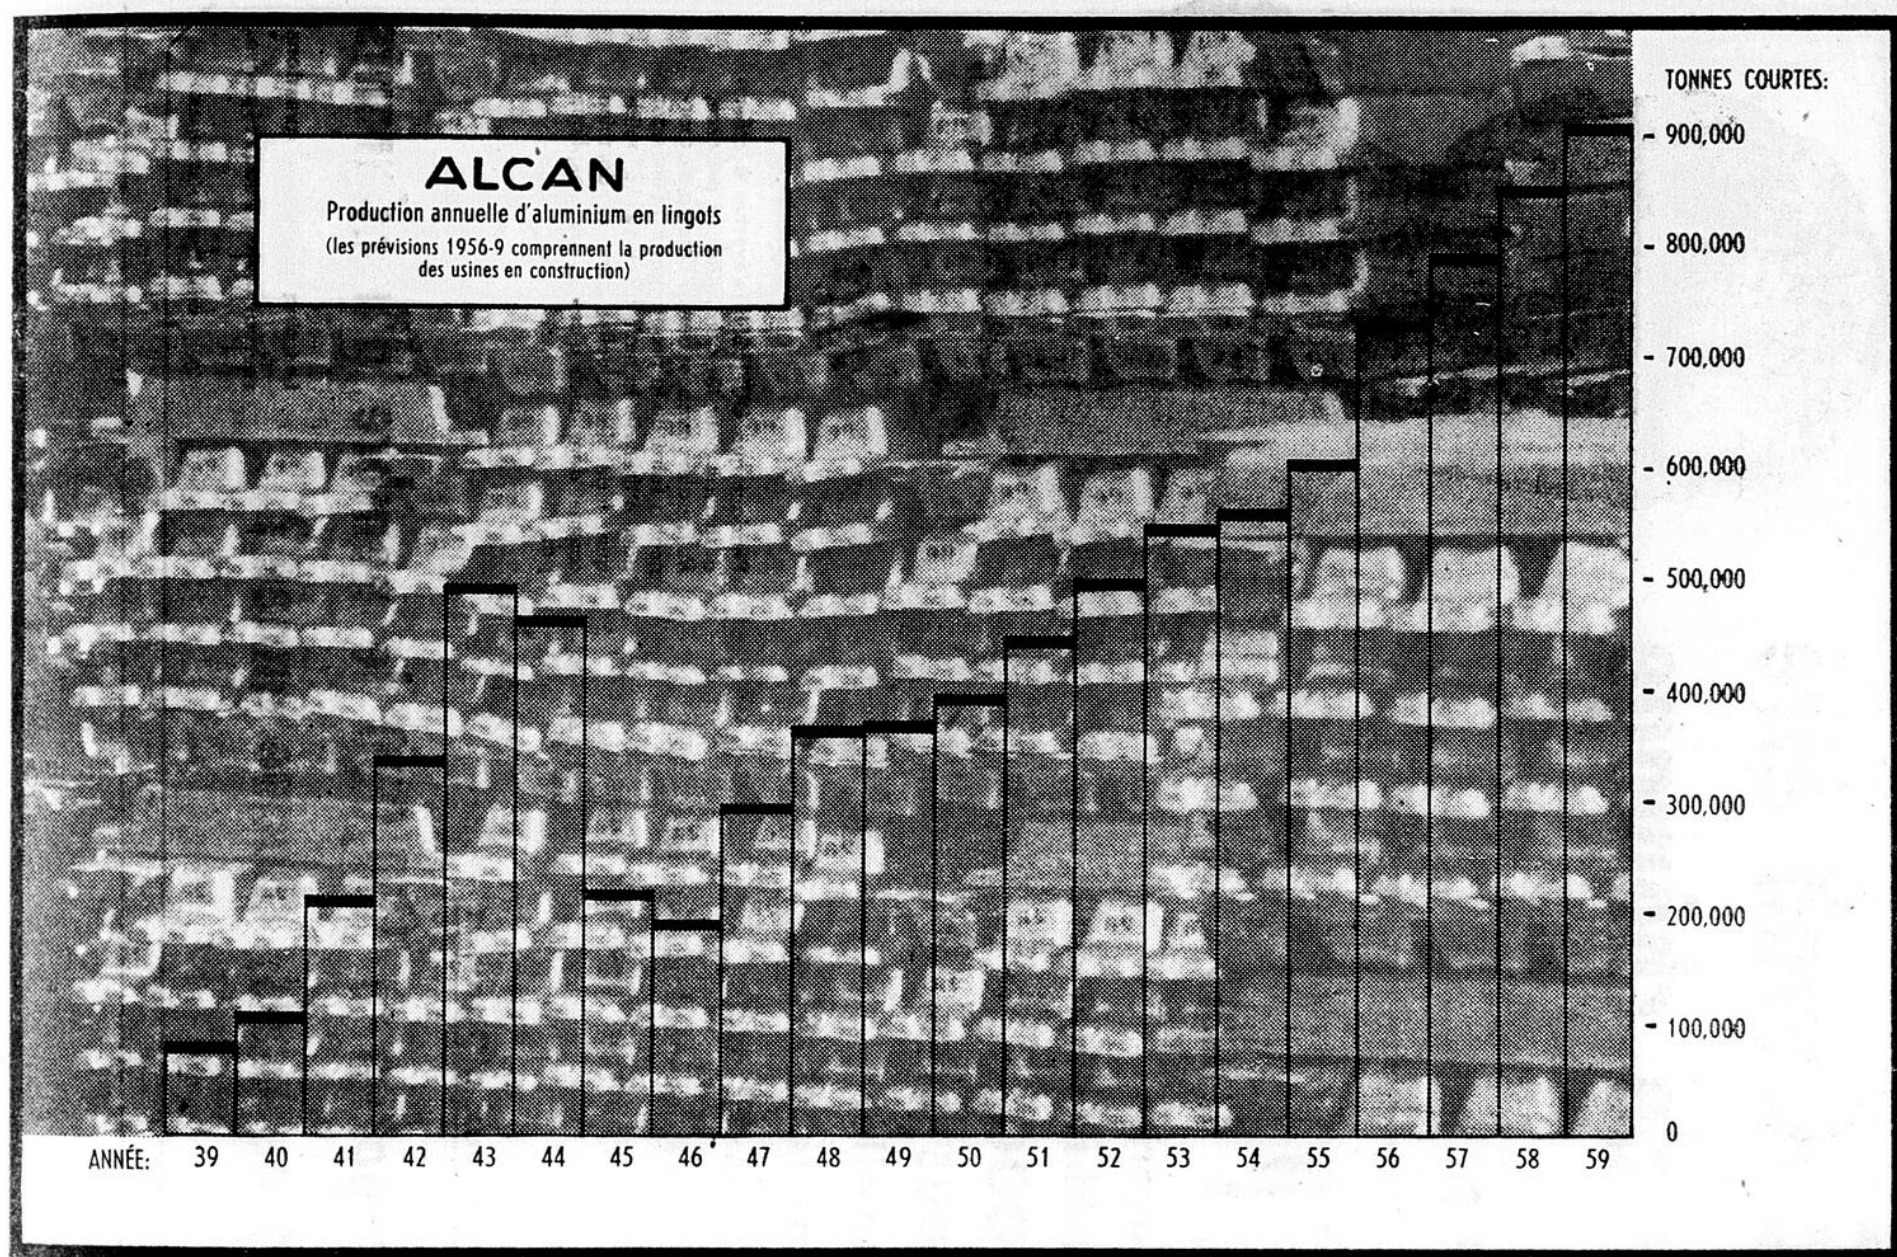 TONNES COURTES:
ALCAN
Production annuelle d'aluminium en lingots
(les prévisions 1956-9 comprennent la production
des usines en construction)
900,000
800,000
700,000
600,000
500,000
400,000
300,000
200,000
100,000
0
ANNÉE: 39 40 41 42 43 44 45 46 47 48 49 50 51 52 53 54 55 56 57 58 59